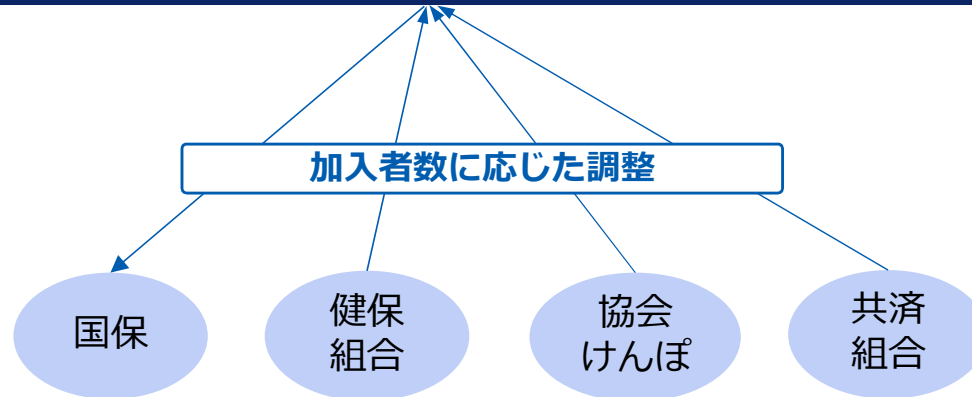 加入者数に応じた調整
国保
健保
組合
協会
けんぽ
共済
組合